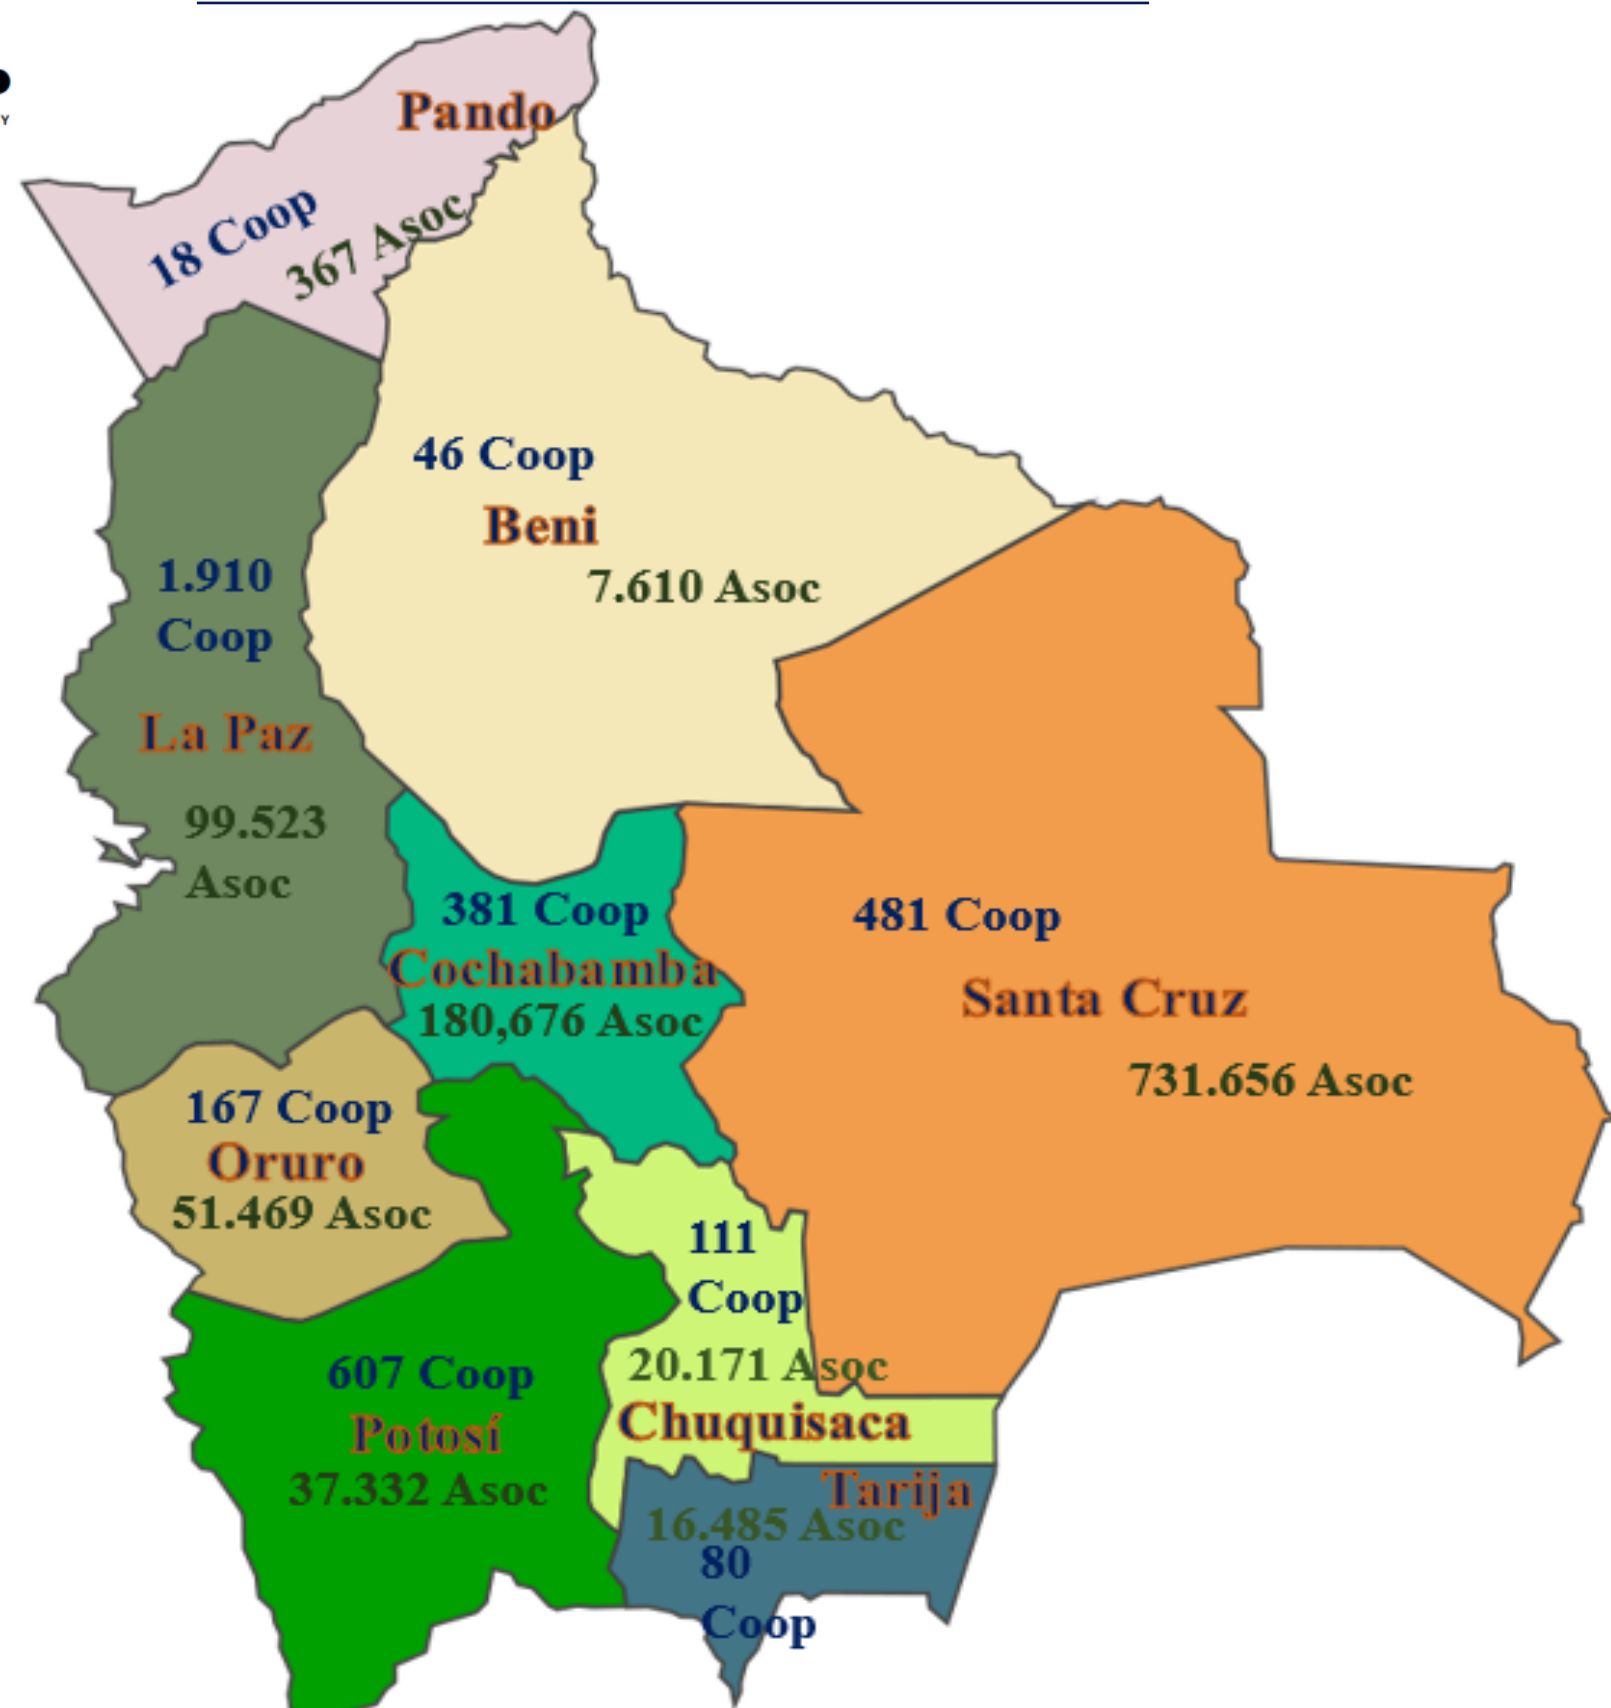 Y
Pando
18 Coop
367 Asoc
46 Coop
Beni
7.610 Asoc
1.910
Coop
La Paz
99.523
Asoc
381 Coop
Cochabamba
180,676 Asoc
481 Coop
Santa Cruz
731.656 Asoc
167 Coop
Oruro
51.469 Asoc
111
Coop
20.171 Asoc
Chuquisaca
607 Coop
Potosí
37.332 Asoc
Tarija
16.485 Asoc
80
Coop